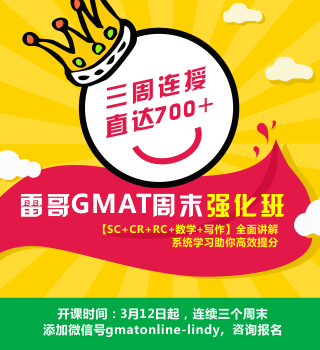 三周连授
直达700+
雷哥GMAT周末强化班
【SC+CR+RC+数学+写作】全面讲解
系统学习助你高效提分
开课时间：3月12日起，连续三个周末
添加微信号gmatonline-lindy，咨询报名